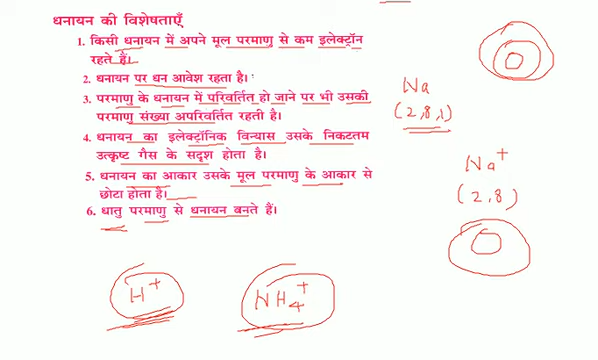 धनायन की विशेषताएँ
1. किसी धनायन में अपने मूल परमाणु से कम इलेक्ट्रॉन
रहते हैं।
2. धनायन पर धन आवेश रहता है।
3. परमाणु के धनायन में परिवर्तित हो जाने पर भी उसकी
परमाणु संख्या अपरिवर्तित रहती है।
4. धनायन का इलेक्ट्रॉनिक विन्यास उसके निकटतम
उत्कृष्ट गैस के सदृश होता है।
5. धनायन का आकार उसके मूल परमाणु के आकार से
छोटा होता है।
6. धातु परमाणु से धनायन बनते हैं।
Na
(2,8,1)
Na+
(2,8)
H+
NH4+